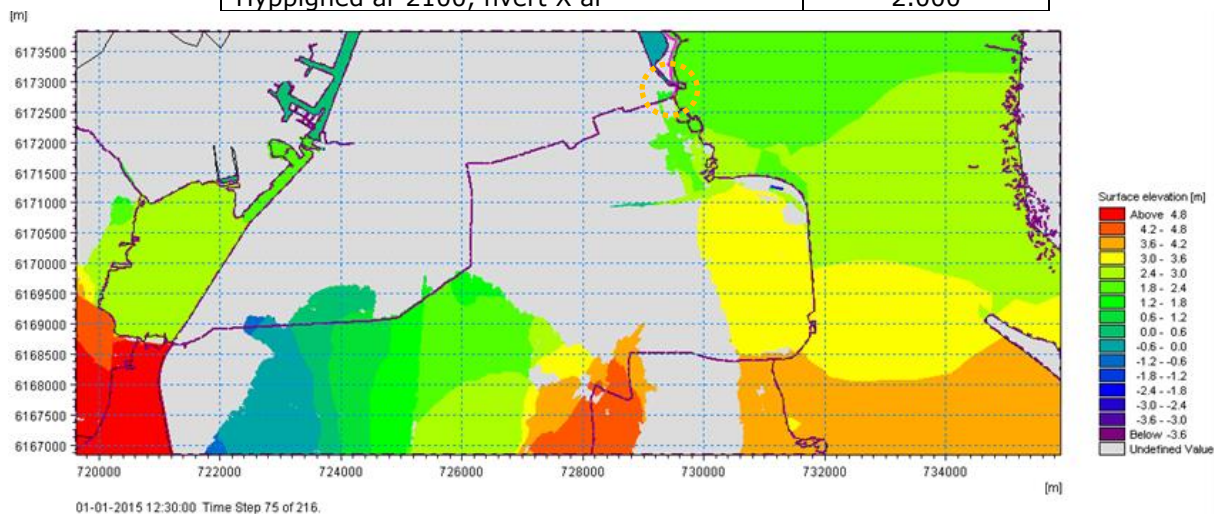 Hyppighed år 2100, hvert X år 2.000
[m]
6173500
6173000
6172500
6172000
6171500
6171000
6170500
6170000
6169500
6169000
6168500
6168000
6167500
6167000
720000 722000 724000 726000 728000 730000 732000 734000
[m]
Surface elevation [m]
Above 4.8
4.2 - 4.8
3.6 - 4.2
3.0 - 3.6
2.4 - 3.0
1.8 - 2.4
1.2 - 1.8
0.6 - 1.2
0.0 - 0.6
-0.6 - 0.0
-1.2 - -0.6
-1.8 - -1.2
-2.4 - -1.8
-3.0 - -2.4
-3.6 - -3.0
Below -3.6
Undefined Value
01-01-2015 12:30:00 Time Step 75 of 216.